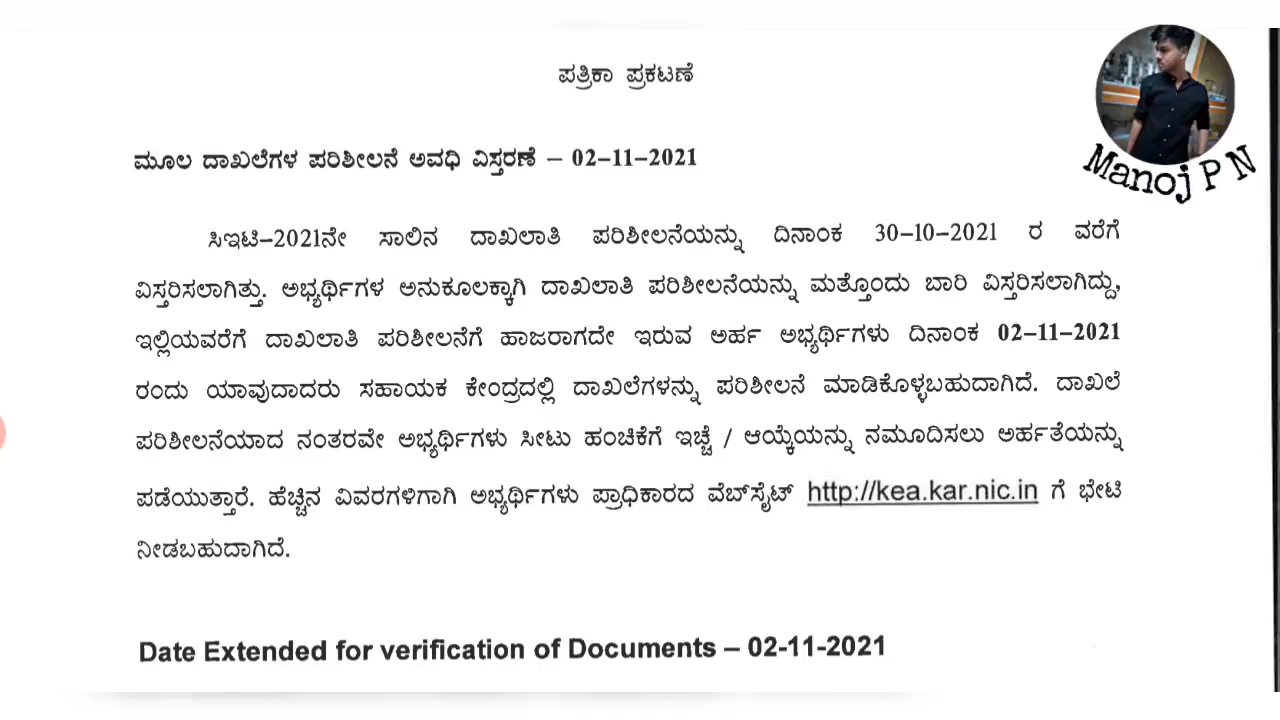 ಪತ್ರಿಕಾ ಪ್ರಕಟಣೆ
ಮೂಲ ದಾಖಲೆಗಳ ಪರಿಶೀಲನೆ ಅವಧಿ ವಿಸ್ತರಣೆ – 02–11–2021
Manoj P N
ಸಿಇಟಿ–2021ನೇ ಸಾಲಿನ ದಾಖಲಾತಿ ಪರಿಶೀಲನೆಯನ್ನು ದಿನಾಂಕ 30–10–2021 ರ ವರೆಗೆ
ವಿಸ್ತರಿಸಲಾಗಿತ್ತು. ಅಭ್ಯರ್ಥಿಗಳ ಅನುಕೂಲಕ್ಕಾಗಿ ದಾಖಲಾತಿ ಪರಿಶೀಲನೆಯನ್ನು ಮತ್ತೊಂದು ಬಾರಿ ವಿಸ್ತರಿಸಲಾಗಿದ್ದು,
ಇಲ್ಲಿಯವರೆಗೆ ದಾಖಲಾತಿ ಪರಿಶೀಲನೆಗೆ ಹಾಜರಾಗದೇ ಇರುವ ಅರ್ಹ ಅಭ್ಯರ್ಥಿಗಳು ದಿನಾಂಕ 02–11–2021
ರಂದು ಯಾವುದಾದರು ಸಹಾಯಕ ಕೇಂದ್ರದಲ್ಲಿ ದಾಖಲೆಗಳನ್ನು ಪರಿಶೀಲನೆ ಮಾಡಿಕೊಳ್ಳಬಹುದಾಗಿದೆ. ದಾಖಲೆ
ಪರಿಶೀಲನೆಯಾದ ನಂತರವೇ ಅಭ್ಯರ್ಥಿಗಳು ಸೀಟು ಹಂಚಿಕೆಗೆ ಇಚ್ಛೆ / ಆಯ್ಕೆಯನ್ನು ನಮೂದಿಸಲು ಅರ್ಹತೆಯನ್ನು
ಪಡೆಯುತ್ತಾರೆ. ಹೆಚ್ಚಿನ ವಿವರಗಳಿಗಾಗಿ ಅಭ್ಯರ್ಥಿಗಳು ಪ್ರಾಧಿಕಾರದ ವೆಬ್‌ಸೈಟ್ http://kea.kar.nic.in ಗೆ ಭೇಟಿ
ನೀಡಬಹುದಾಗಿದೆ.
Date Extended for verification of Documents – 02-11-2021